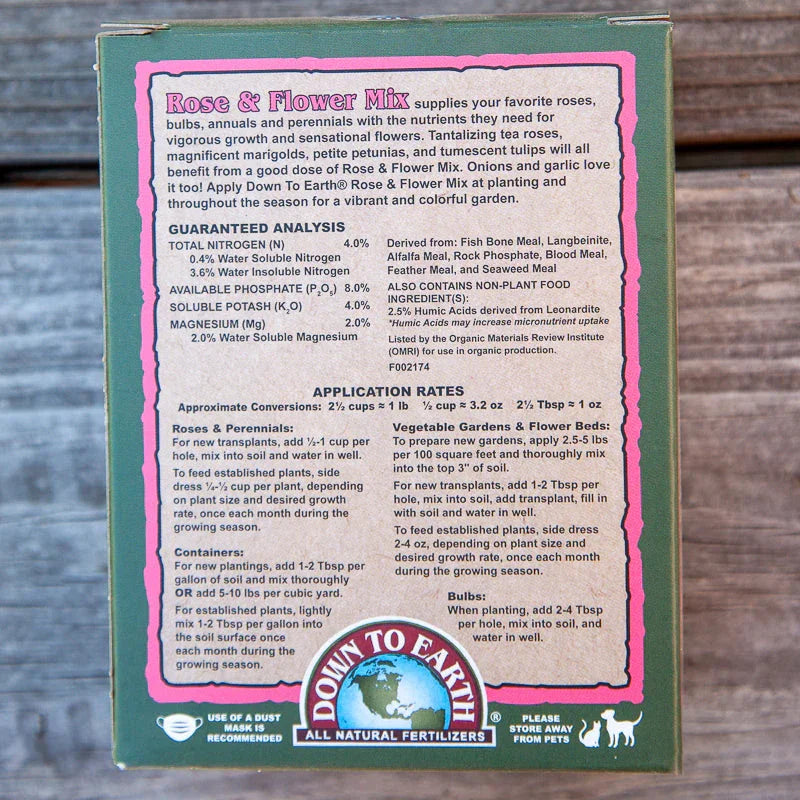 Rose & Flower Mix supplies your favorite roses,
bulbs, annuals and perennials with the nutrients they need for
vigorous growth and sensational flowers. Tantalizing tea roses,
magnificent marigolds, petite petunias, and tumescent tulips will all
benefit from a good dose of Rose & Flower Mix. Onions and garlic love
it too! Apply Down To Earth® Rose & Flower Mix at planting and
throughout the season for a vibrant and colorful garden.
GUARANTEED ANALYSIS
TOTAL NITROGEN (N) 4.0%
0.4% Water Soluble Nitrogen
3.6% Water Insoluble Nitrogen
AVAILABLE PHOSPHATE (P₂O₅) 8.0%
SOLUBLE POTASH (K₂O) 4.0%
MAGNESIUM (Mg) 2.0%
2.0% Water Soluble Magnesium
Derived from: Fish Bone Meal, Langbeinite,
Alfalfa Meal, Rock Phosphate, Blood Meal,
Feather Meal, and Seaweed Meal
ALSO CONTAINS NON-PLANT FOOD
INGREDIENT(S):
2.5% Humic Acids derived from Leonardite
*Humic Acids may increase micronutrient uptake
Listed by the Organic Materials Review Institute
(OMRI) for use in organic production.
F002174
APPLICATION RATES
Approximate Conversions: 2½ cups ≈ 1 lb ½ cup ≈ 3.2 oz 2½ Tbsp ≈ 1 oz
Roses & Perennials:
For new transplants, add ½-1 cup per
hole, mix into soil and water in well.
To feed established plants, side
dress ¼-½ cup per plant, depending
on plant size and desired growth
rate, once each month during the
growing season.
Containers:
For new plantings, add 1-2 Tbsp per
gallon of soil and mix thoroughly
OR add 5-10 lbs per cubic yard.
For established plants, lightly
mix 1-2 Tbsp per gallon into
the soil surface once
each month during the
growing season.
Vegetable Gardens & Flower Beds:
To prepare new gardens, apply 2.5-5 lbs
per 100 square feet and thoroughly mix
into the top 3" of soil.
For new transplants, add 1-2 Tbsp per
hole, mix into soil, add transplant, fill in
with soil and water in well.
To feed established plants, side dress
2-4 oz, depending on plant size and
desired growth rate, once each month
during the growing season.
Bulbs:
When planting, add 2-4 Tbsp
per hole, mix into soil, and
water in well.
DOWN TO EARTH®
ALL NATURAL FERTILIZERS
USE OF A DUST
MASK IS
RECOMMENDED
PLEASE
STORE AWAY
FROM PETS